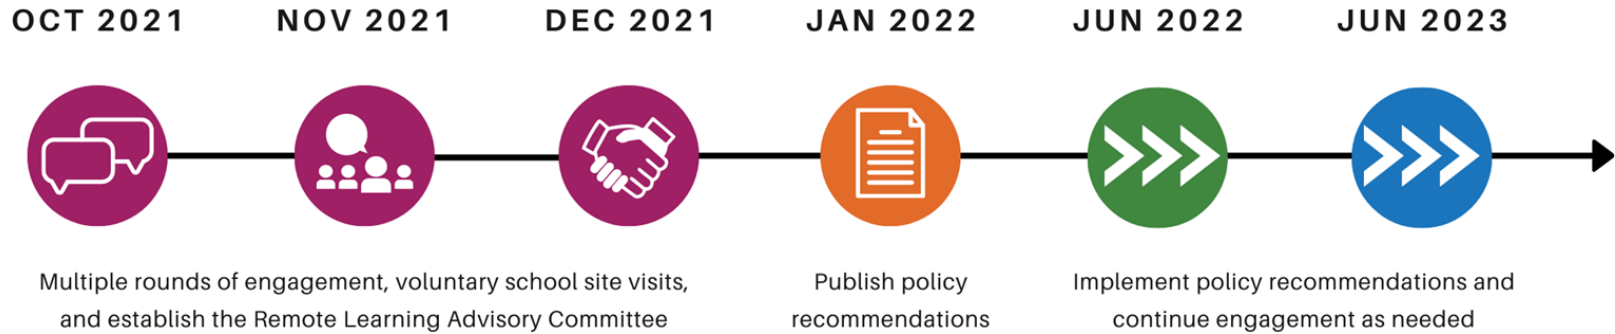 OCT 2021
NOV 2021
DEC 2021
JAN 2022
JUN 2022
JUN 2023
Multiple rounds of engagement, voluntary school site visits,
and establish the Remote Learning Advisory Committee
Publish policy
recommendations
Implement policy recommendations and
continue engagement as needed